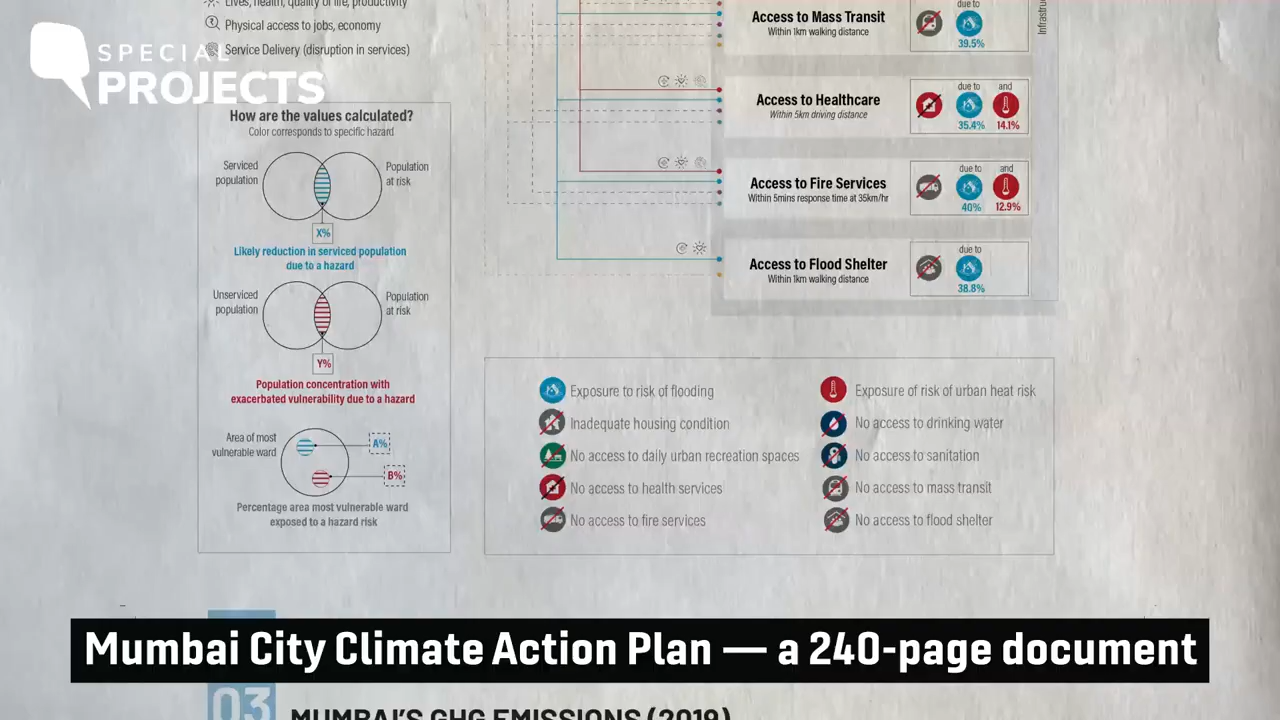 Lives, health, quality of life, productivity
Physical access to jobs, economy
Service Delivery (disruption in services)
SPECIAL
PROJECTS
How are the values calculated?
Color corresponds to specific hazard
Serviced
population
Population
at risk
X%
Likely reduction in serviced population
due to a hazard
Unserviced
population
Population
at risk
Y%
Population concentration with
exacerbated vulnerability due to a hazard
Area of most
vulnerable ward
A%
B%
Percentage area most vulnerable ward
exposed to a hazard risk
Access to Mass Transit
Within 1km walking distance
due to
39.5%
Access to Healthcare
Within 5km driving distance
due to
and
35.4%
14.1%
Access to Fire Services
Within 5mins response time at 35km/hr
due to
and
40%
12.9%
Access to Flood Shelter
Within 1km walking distance
due to
38.8%
Exposure to risk of flooding
Inadequate housing condition
No access to daily urban recreation spaces
No access to health services
No access to fire services
Exposure of risk of urban heat risk
No access to drinking water
No access to sanitation
No access to mass transit
No access to flood shelter
Mumbai City Climate Action Plan — a 240-page document
03
MUMBAI'S GHG EMISSIONS (2019)